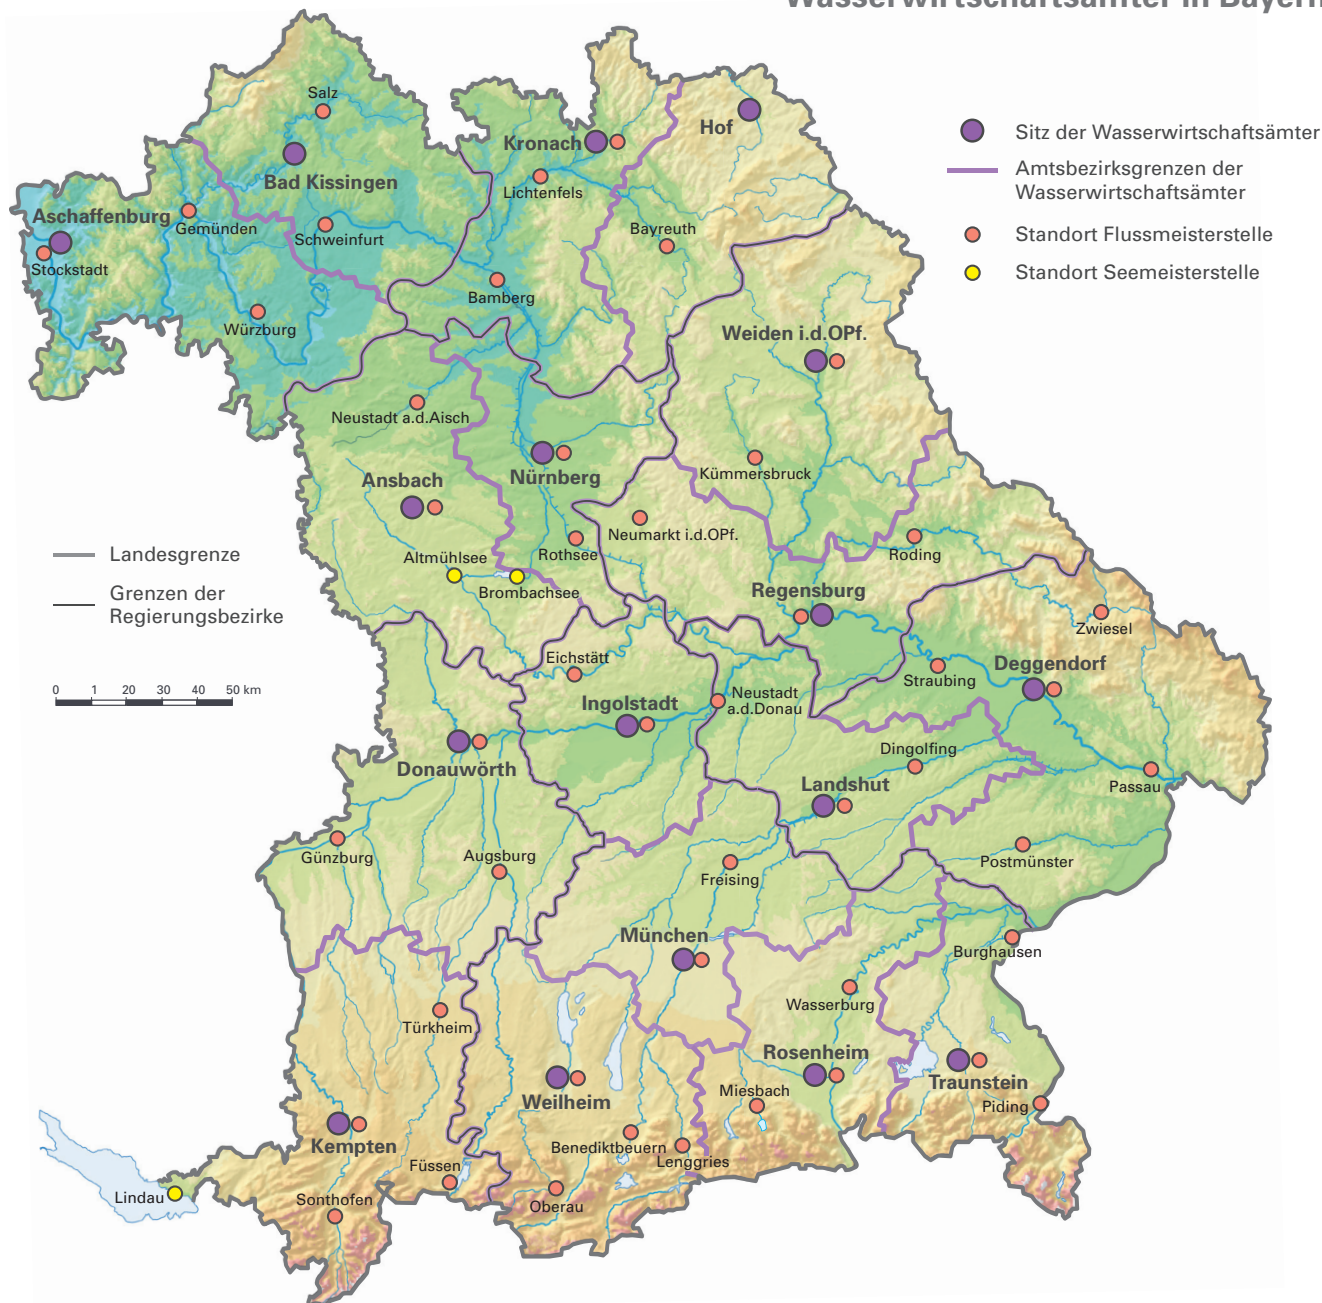 Wasserwirtschaftsämter in Bayern
Salz
Hof
Kronach
Sitz der Wasserwirtschaftsämter
Bad Kissingen
Lichtenfels
Amtsbezirksgrenzen der
Wasserwirtschaftsämter
Aschaffenburg
Gemünden
Schweinfurt
Bayreuth
Standort Flussmeisterstelle
Stockstadt
Standort Seemeisterstelle
Bamberg
Würzburg
Weiden i.d.OPf.
Neustadt a.d.Aisch
Kümmersbruck
Ansbach
Nürnberg
Neumarkt i.d.OPf.
Landesgrenze
Altmühlsee
Rothsee
Roding
Brombachsee
Grenzen der
Regierungsbezirke
Regensburg
Zwiesel
Eichstätt
Straubing
Deggendorf
0 1 20 30 40 50 km
Ingolstadt
Neustadt
a.d.Donau
Dingolfing
Donauwörth
Landshut
Passau
Günzburg
Augsburg
Freising
Postmünster
München
Burghausen
Wasserburg
Türkheim
Rosenheim
Weilheim
Miesbach
Traunstein
Piding
Kempten
Benediktbeuern
Lenggries
Füssen
Lindau
Sonthofen
Oberau